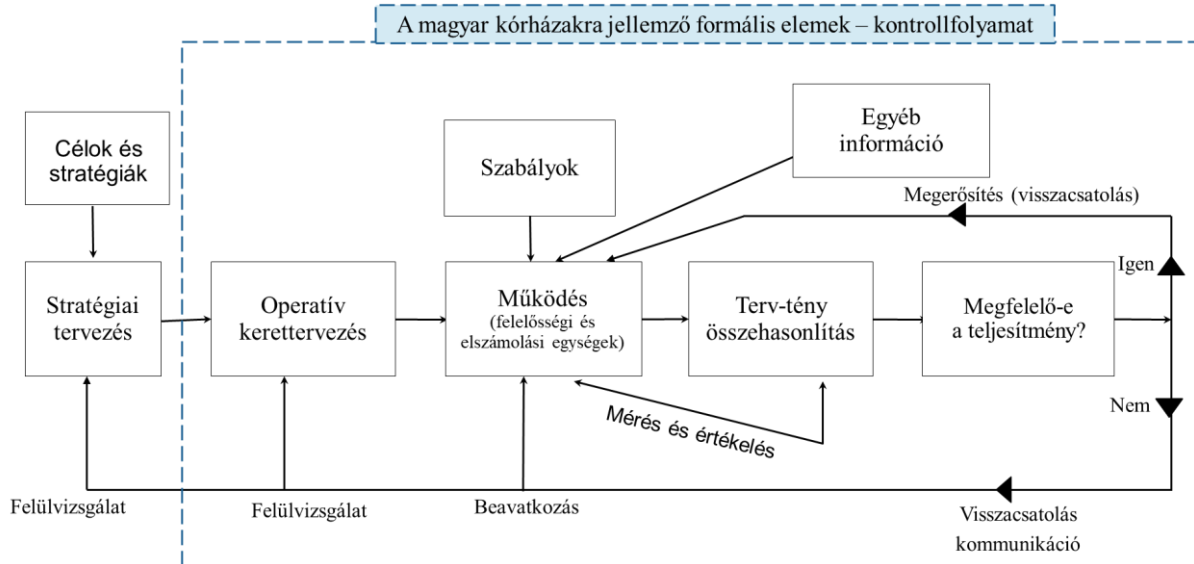 A magyar kórházakra jellemző formális elemek – kontrollfolyamat
Célok és
stratégiák
Szabályok
Egyéb
információ
Megerősítés (visszacsatolás)
Igen
Stratégiai
tervezés
Operatív
kerettervezés
Működés
(felelősségi és
elszámolási egységek)
Terv-tény
összehasonlítás
Megfelelő-e
a teljesítmény?
Nem
Mérés és értékelés
Felülvizsgálat
Felülvizsgálat
Beavatkozás
Visszacsatolás
kommunikáció